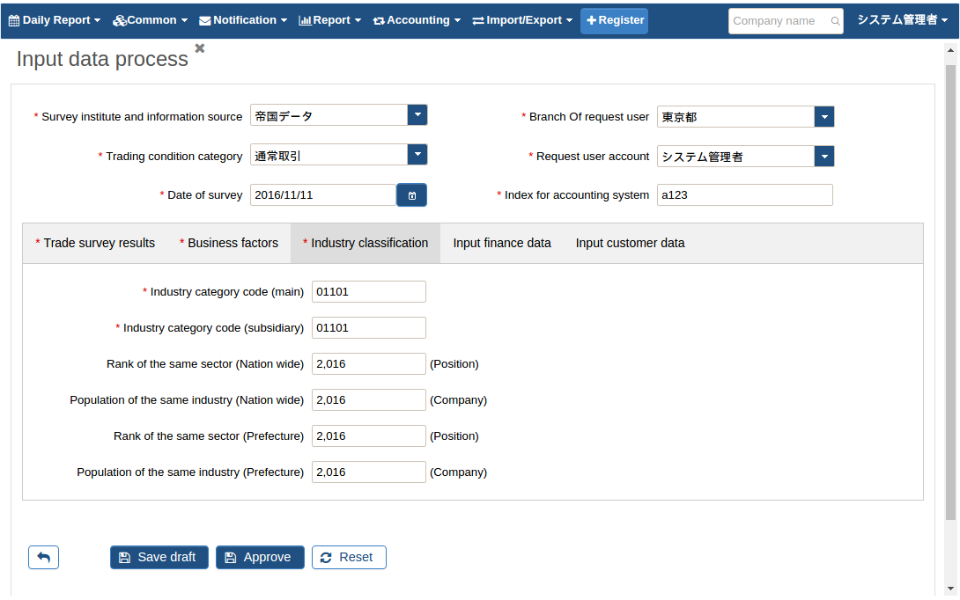 Daily Report Common Notification Report Accounting Import/Export Register Company name システム管理者
Input data process
* Survey institute and information source 帝国データ * Branch Of request user 東京都
* Trading condition category 通常取引 * Request user account システム管理者
* Date of survey 2016/11/11 * Index for accounting system a123
* Trade survey results * Business factors * Industry classification Input finance data Input customer data
* Industry category code (main) 01101
* Industry category code (subsidiary) 01101
Rank of the same sector (Nation wide) 2,016 (Position)
Population of the same industry (Nation wide) 2,016 (Company)
Rank of the same sector (Prefecture) 2,016 (Position)
Population of the same industry (Prefecture) 2,016 (Company)
Save draft Approve Reset